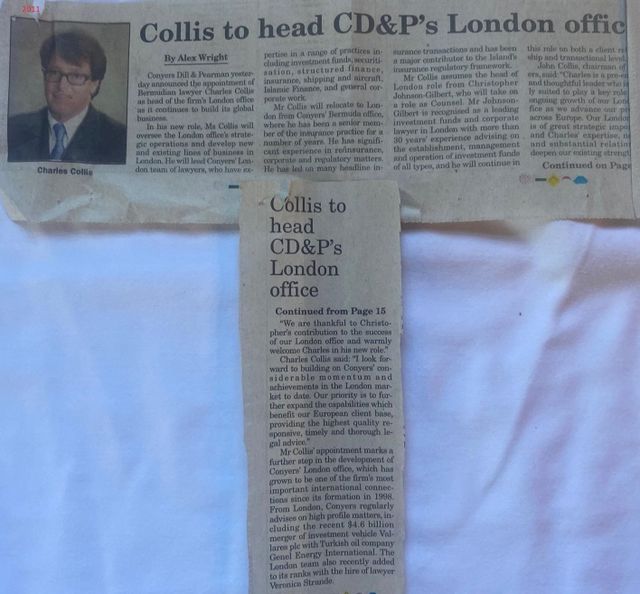 2011
Collis to head CD&P's London offic
By Alex Wright
Conyers Dill & Pearman yester-
day announced the appointment of
Bermudian lawyer Charles Collis
as head of the firm's London office
as it continues to build its global
business.
In his new role, Mr Collis will
oversee the London office's strate-
gic operations and develop new
and existing lines of business in
London. He will lead Conyers' Lon-
don team of lawyers, who have ex-
Charles Collis
pertise in a range of practices in-
cluding investment funds, securiti-
sation, structured finance,
insurance, shipping and aircraft,
Islamic Finance, and general cor-
porate work.
Mr Collis will relocate to Lon-
don from Conyers' Bermuda office,
where he has been a senior mem-
ber of the insurance practice for a
number of years. He has signifi-
cant experience in re/insurance,
corporate and regulatory matters.
He has led on many headline in-
surance transactions and has been
a major contributor to the Island's
insurance regulatory framework.
Mr Collis assumes the head of
London role from Christopher
Johnson-Gilbert, who will take on
a role as Counsel. Mr Johnson-
Gilbert is recognised as a leading
investment funds and corporate
lawyer in London with more than
30 years' experience advising on
the establishment, management
and operation of investment funds
of all types, and he will continue in
this role on both a client rel
ship and transactional level.
John Collis, chairman of
ers, said: "Charles is a pre-e
and thoughtful leader who is
ly suited to play a key role
ongoing growth of our Lon
fice as we advance our pr
across Europe. Our London
is of great strategic impor
and Charles' experience,
and substantial relation
deepen our existing strengt
Continued on Page
Collis to
head
CD&P's
London
office
Continued from Page 15
"We are thankful to Christo-
pher's contribution to the success
of our London office and warmly
welcome Charles in his new role."
Charles Collis said: "I look for-
ward to building on Conyers' con-
siderable momentum and
achievements in the London mar-
ket to date. Our priority is to fur-
ther expand the capabilities which
benefit our European client base,
providing the highest quality re-
sponsive, timely and thorough le-
gal advice."
Mr Collis' appointment marks a
further step in the development of
Conyers' London office, which has
grown to be one of the firm's most
important international connec-
tions since its formation in 1998.
From London, Conyers regularly
advises on high profile matters, in-
cluding the recent $4.6 billion
merger of investment vehicle Val-
lares plc with Turkish oil company
Genel Energy International. The
London team also recently added
to its ranks with the hire of lawyer
Veronica Strande.